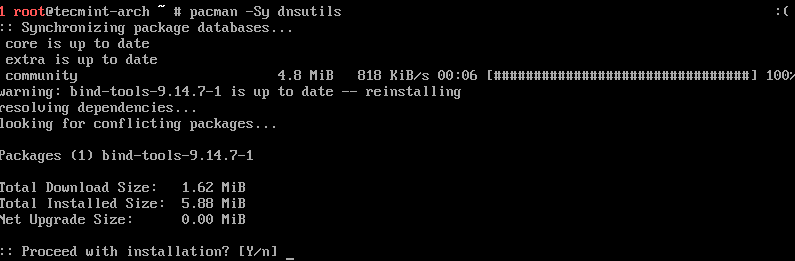 1 root@tecmint-arch ~ # pacman -Sy dnsutils :(
:: Synchronizing package databases...
core is up to date
extra is up to date
community 4.8 MiB 818 KiB/s 00:06 [################################] 100%
warning: bind-tools-9.14.7-1 is up to date -- reinstalling
resolving dependencies...
looking for conflicting packages...
Packages (1) bind-tools-9.14.7-1
Total Download Size: 1.62 MiB
Total Installed Size: 5.88 MiB
Net Upgrade Size: 0.00 MiB
:: Proceed with installation? [Y/n] _